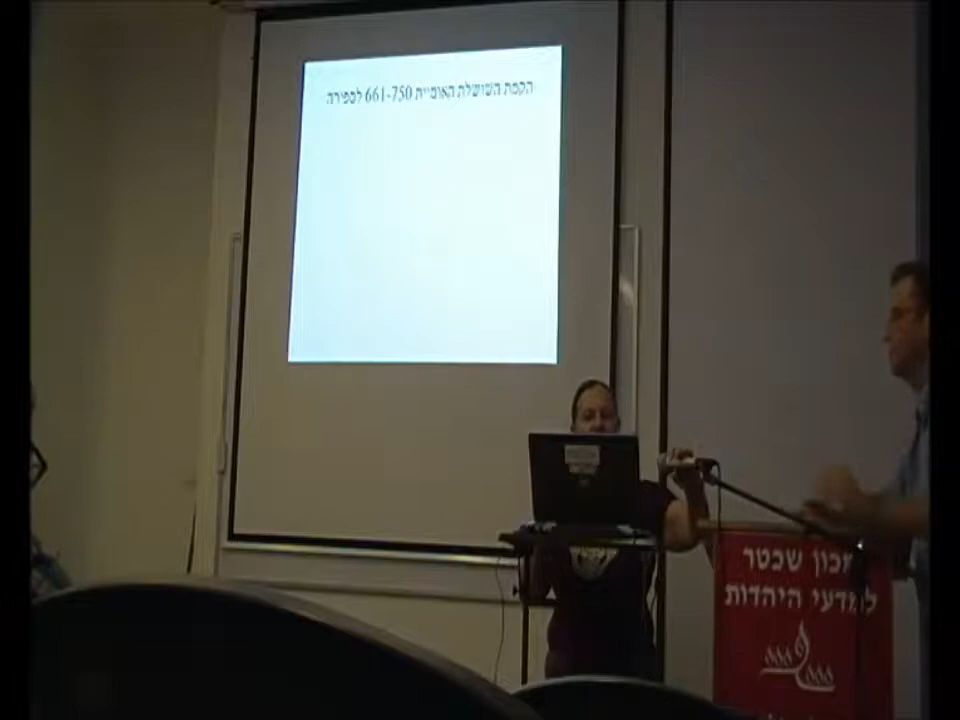 הקמת השושלת האומיית 661-750 לספירה
מכון שכטר
למדעי היהדות